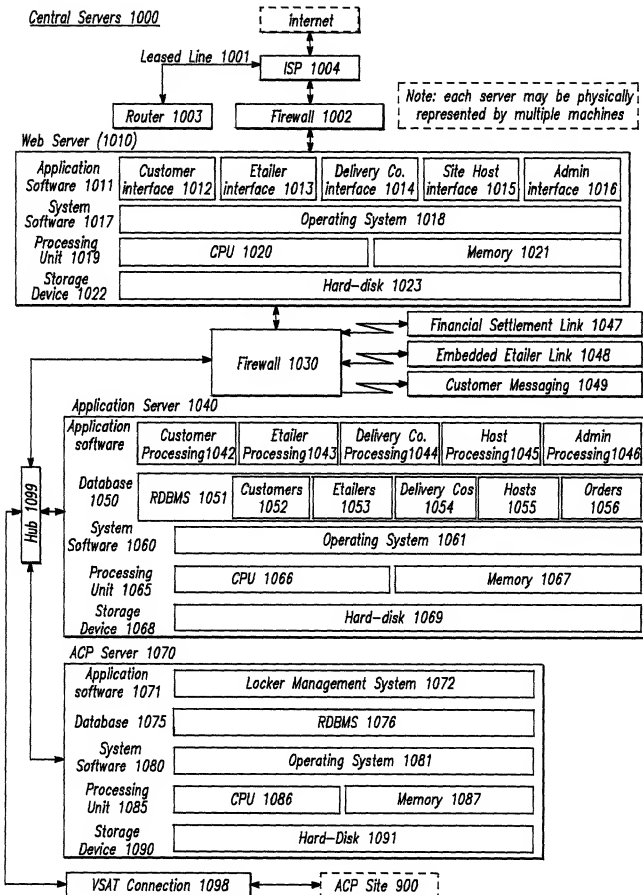 Central Servers 1000
internet
Leased Line 1001
ISP 1004
Router 1003
Firewall 1002
Note: each server may be physically
represented by multiple machines
Web Server (1010)
Application
Software 1011
Customer
interface 1012
Etailer
interface 1013
Delivery Co.
interface 1014
Site Host
interface 1015
Admin
interface 1016
System
Software 1017
Operating System 1018
Processing
Unit 1019
CPU 1020
Memory 1021
Storage
Device 1022
Hard-disk 1023
Firewall 1030
Financial Settlement Link 1047
Embedded Etailer Link 1048
Customer Messaging 1049
Application Server 1040
Application
software
Customer
Processing1042
Etailer
Processing1043
Delivery Co.
Processing1044
Host
Processing1045
Admin
Processing1046
Hub 1099
Database
1050
RDBMS 1051
Customers
1052
Etailers
1053
Delivery Cos
1054
Hosts
1055
Orders
1056
System
Software 1060
Operating System 1061
Processing
Unit 1065
CPU 1066
Memory 1067
Storage
Device 1068
Hard-disk 1069
ACP Server 1070
Application
software 1071
Locker Management System 1072
Database 1075
RDBMS 1076
System
Software 1080
Operating System 1081
Processing
Unit 1085
CPU 1086
Memory 1087
Storage
Device 1090
Hard-Disk 1091
VSAT Connection 1098
ACP Site 900